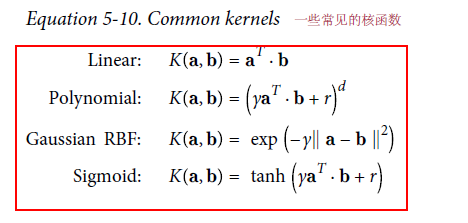 Equation 5-10. Common kernels 一些常见的核函数
Linear: K(a, b) = a^T · b
Polynomial: K(a, b) = (γa^T · b + r)^d
Gaussian RBF: K(a, b) = exp (−γ‖ a − b ‖^2)
Sigmoid: K(a, b) = tanh (γa^T · b + r)